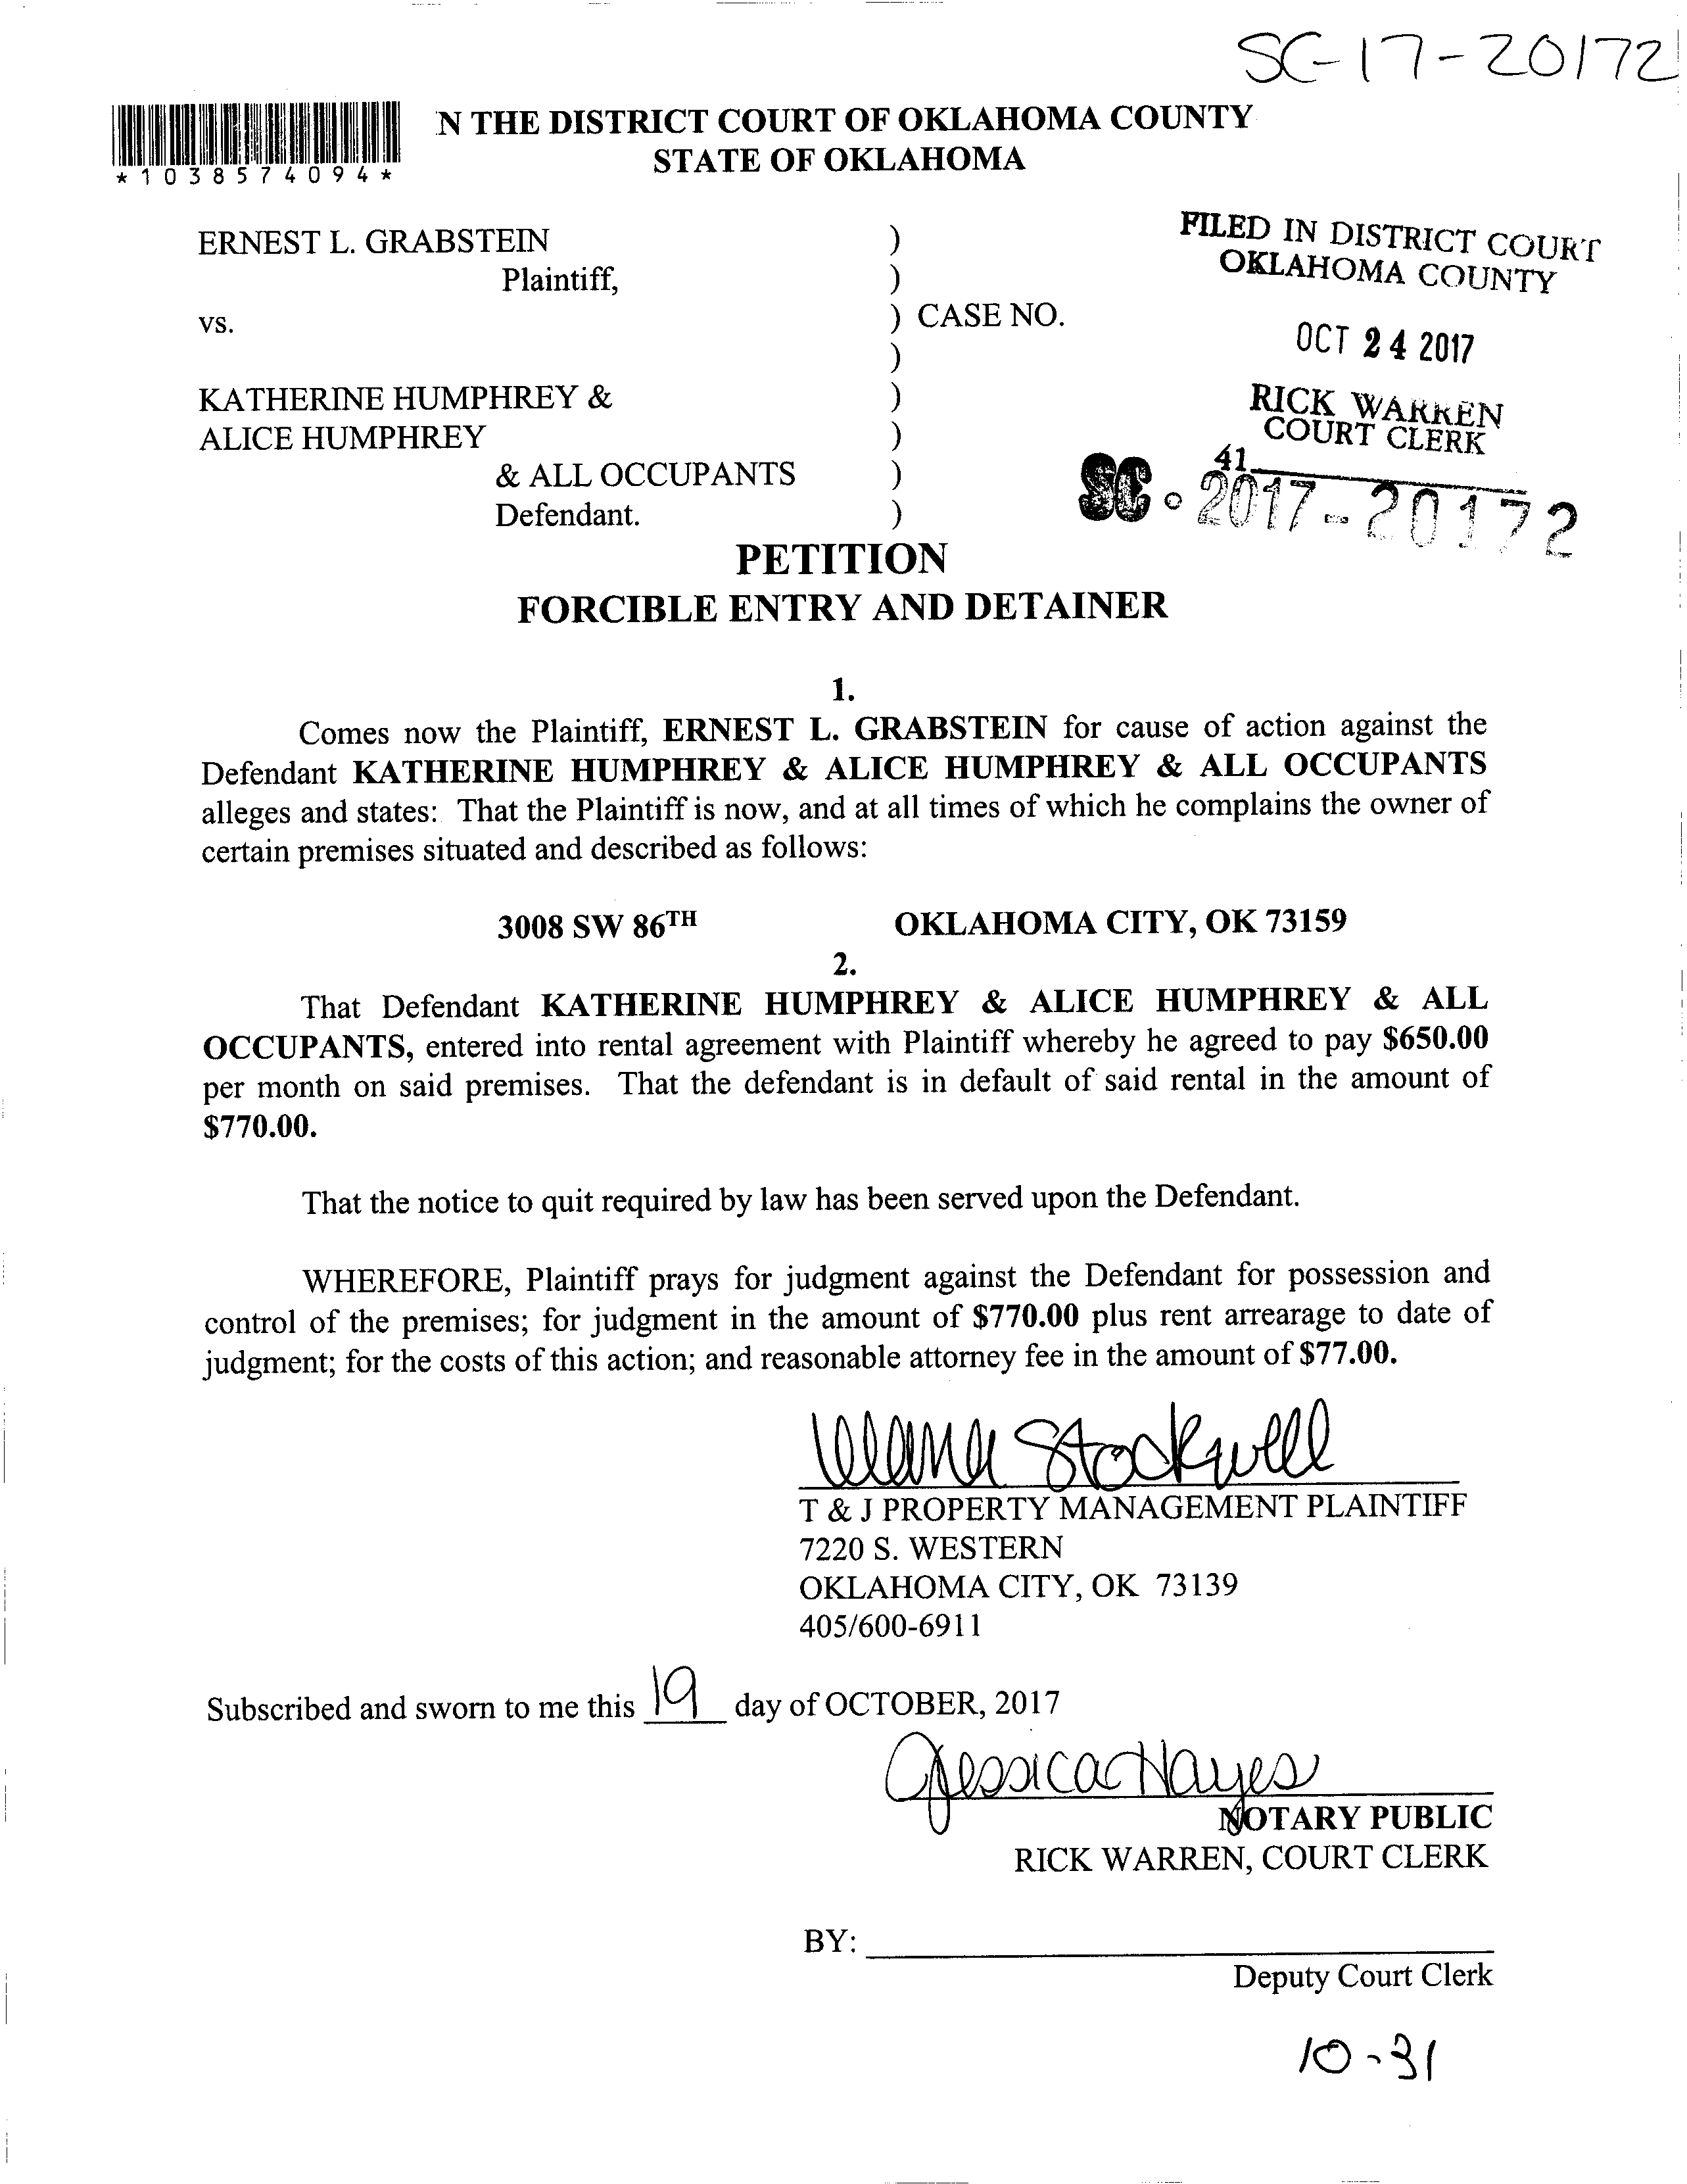 SC-17-20172
N THE DISTRICT COURT OF OKLAHOMA COUNTY
STATE OF OKLAHOMA
* 1 0 3 8 5 7 4 0 9 4 *
FILED IN DISTRICT COURT
OKLAHOMA COUNTY
OCT 24 2017
RICK WARREN
COURT CLERK
41
SC-2017-20172
ERNEST L. GRABSTEIN )
Plaintiff, )
vs. ) CASE NO.
)
KATHERINE HUMPHREY & )
ALICE HUMPHREY )
& ALL OCCUPANTS )
Defendant. )
PETITION
FORCIBLE ENTRY AND DETAINER
1.
Comes now the Plaintiff, ERNEST L. GRABSTEIN for cause of action against the
Defendant KATHERINE HUMPHREY & ALICE HUMPHREY & ALL OCCUPANTS
alleges and states: That the Plaintiff is now, and at all times of which he complains the owner of
certain premises situated and described as follows:
3008 SW 86TH OKLAHOMA CITY, OK 73159
2.
That Defendant KATHERINE HUMPHREY & ALICE HUMPHREY & ALL
OCCUPANTS, entered into rental agreement with Plaintiff whereby he agreed to pay $650.00
per month on said premises. That the defendant is in default of said rental in the amount of
$770.00.
That the notice to quit required by law has been served upon the Defendant.
WHEREFORE, Plaintiff prays for judgment against the Defendant for possession and
control of the premises; for judgment in the amount of $770.00 plus rent arrearage to date of
judgment; for the costs of this action; and reasonable attorney fee in the amount of $77.00.
Stockwell
T & J PROPERTY MANAGEMENT PLAINTIFF
7220 S. WESTERN
OKLAHOMA CITY, OK 73139
405/600-6911
Subscribed and sworn to me this 19 day of OCTOBER, 2017
Jessica Hayes
NOTARY PUBLIC
RICK WARREN, COURT CLERK
BY:
Deputy Court Clerk
10-31